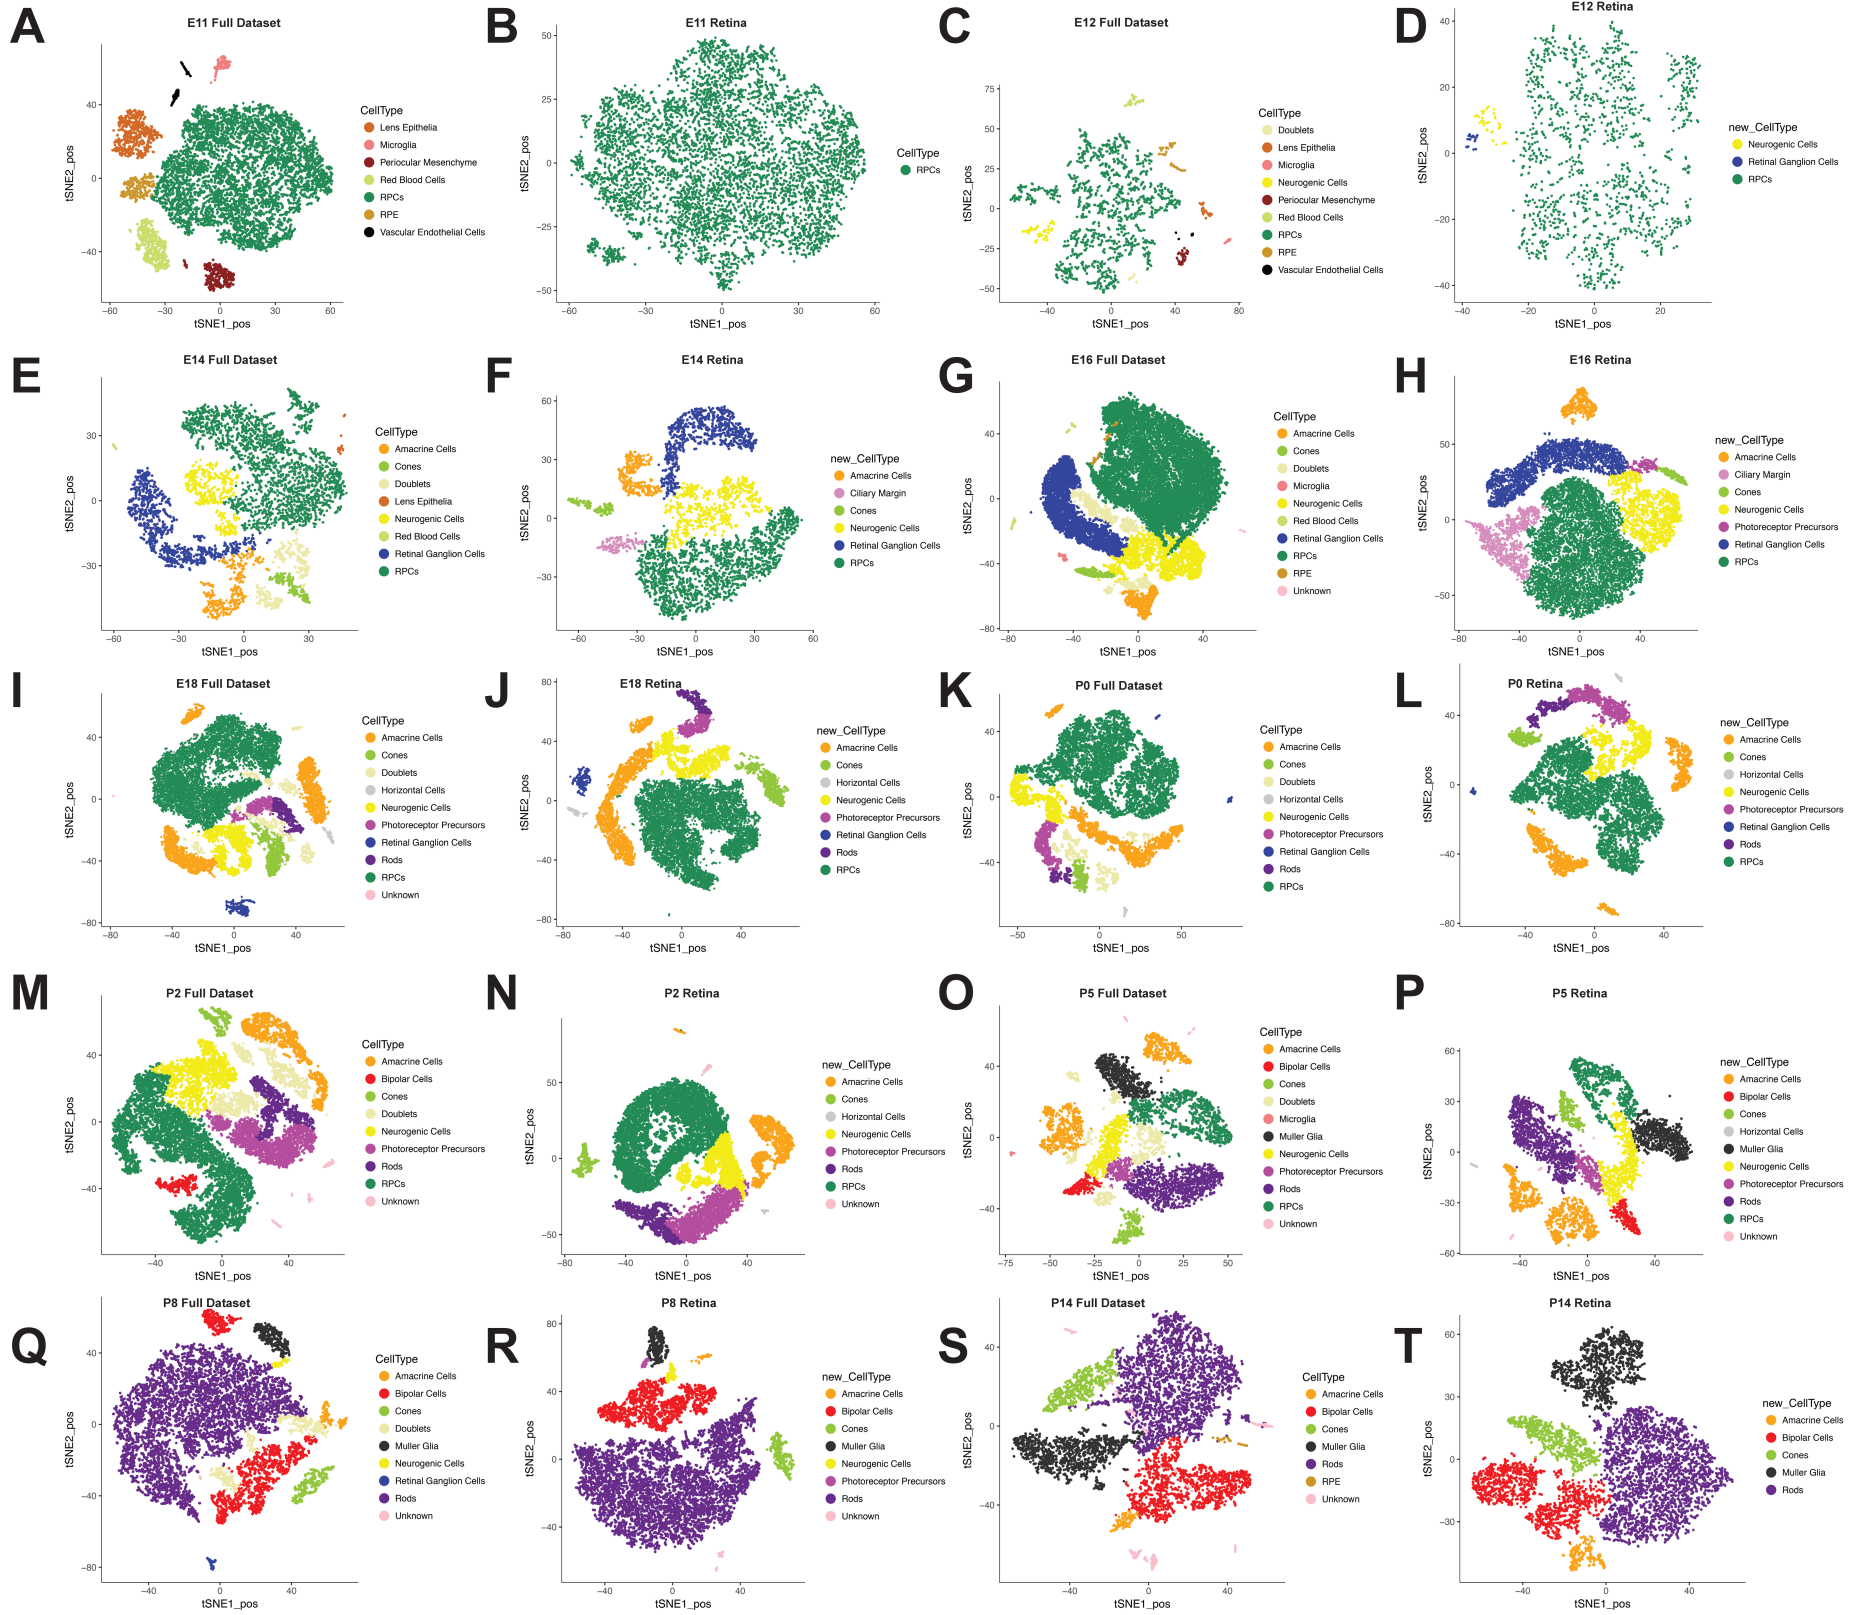 A
E11 Full Dataset
tSNE2_pos
40
0
−40
−60
−30
0
30
60
tSNE1_pos
CellType
Lens Epithelia
Microglia
Periocular Mesenchyme
Red Blood Cells
RPCs
RPE
Vascular Endothelial Cells
B
E11 Retina
tSNE2_pos
50
25
0
−25
−50
−60
−30
0
30
60
tSNE1_pos
CellType
RPCs
C
E12 Full Dataset
tSNE2_pos
75
50
25
0
−25
−50
−40
0
40
80
tSNE1_pos
CellType
Doublets
Lens Epithelia
Microglia
Neurogenic Cells
Periocular Mesenchyme
Red Blood Cells
RPCs
RPE
Vascular Endothelial Cells
D
E12 Retina
tSNE2_pos
40
20
0
−20
−40
−40
−20
0
20
tSNE1_pos
new_CellType
Neurogenic Cells
Retinal Ganglion Cells
RPCs
E
E14 Full Dataset
tSNE2_pos
30
0
−30
−60
−30
0
30
tSNE1_pos
CellType
Amacrine Cells
Cones
Doublets
Lens Epithelia
Neurogenic Cells
Red Blood Cells
Retinal Ganglion Cells
RPCs
F
E14 Retina
tSNE2_pos
60
30
0
−30
−60
−30
0
30
60
tSNE1_pos
new_CellType
Amacrine Cells
Ciliary Margin
Cones
Neurogenic Cells
Retinal Ganglion Cells
RPCs
G
E16 Full Dataset
tSNE2_pos
40
0
−40
−80
−80
−40
0
40
tSNE1_pos
CellType
Amacrine Cells
Cones
Doublets
Microglia
Neurogenic Cells
Red Blood Cells
Retinal Ganglion Cells
RPCs
RPE
Unknown
H
E16 Retina
tSNE2_pos
50
0
−50
−80
−40
0
40
tSNE1_pos
new_CellType
Amacrine Cells
Ciliary Margin
Cones
Neurogenic Cells
Photoreceptor Precursors
Retinal Ganglion Cells
RPCs
I
E18 Full Dataset
tSNE2_pos
40
0
−40
−80
−80
−40
0
40
tSNE1_pos
CellType
Amacrine Cells
Cones
Doublets
Horizontal Cells
Neurogenic Cells
Photoreceptor Precursors
Retinal Ganglion Cells
Rods
RPCs
Unknown
J
E18 Retina
tSNE2_pos
80
40
0
−40
−80
−80
−40
0
40
tSNE1_pos
new_CellType
Amacrine Cells
Cones
Horizontal Cells
Neurogenic Cells
Photoreceptor Precursors
Retinal Ganglion Cells
Rods
RPCs
K
P0 Full Dataset
tSNE2_pos
40
0
−40
−50
0
50
tSNE1_pos
CellType
Amacrine Cells
Cones
Doublets
Horizontal Cells
Neurogenic Cells
Photoreceptor Precursors
Retinal Ganglion Cells
Rods
RPCs
L
P0 Retina
tSNE2_pos
40
0
−40
−80
−40
0
40
tSNE1_pos
new_CellType
Amacrine Cells
Cones
Horizontal Cells
Neurogenic Cells
Photoreceptor Precursors
Retinal Ganglion Cells
Rods
RPCs
M
P2 Full Dataset
tSNE2_pos
40
0
−40
−40
0
40
tSNE1_pos
CellType
Amacrine Cells
Bipolar Cells
Cones
Doublets
Neurogenic Cells
Photoreceptor Precursors
Rods
RPCs
Unknown
N
P2 Retina
tSNE2_pos
50
0
−50
−80
−40
0
40
tSNE1_pos
new_CellType
Amacrine Cells
Cones
Horizontal Cells
Neurogenic Cells
Photoreceptor Precursors
Rods
RPCs
Unknown
O
P5 Full Dataset
tSNE2_pos
40
0
−40
−75
−50
−25
0
25
50
tSNE1_pos
CellType
Amacrine Cells
Bipolar Cells
Cones
Doublets
Microglia
Muller Glia
Neurogenic Cells
Photoreceptor Precursors
Rods
RPCs
Unknown
P
P5 Retina
tSNE2_pos
60
30
0
−30
−60
−40
0
40
tSNE1_pos
new_CellType
Amacrine Cells
Bipolar Cells
Cones
Horizontal Cells
Muller Glia
Neurogenic Cells
Photoreceptor Precursors
Rods
RPCs
Unknown
Q
P8 Full Dataset
tSNE2_pos
40
0
−40
−80
−40
0
40
tSNE1_pos
CellType
Amacrine Cells
Bipolar Cells
Cones
Doublets
Muller Glia
Neurogenic Cells
Retinal Ganglion Cells
Rods
Unknown
R
P8 Retina
tSNE2_pos
80
40
0
−40
−40
0
40
tSNE1_pos
new_CellType
Amacrine Cells
Bipolar Cells
Cones
Muller Glia
Neurogenic Cells
Photoreceptor Precursors
Rods
Unknown
S
P14 Full Dataset
tSNE2_pos
40
0
−40
−40
0
40
tSNE1_pos
CellType
Amacrine Cells
Bipolar Cells
Cones
Muller Glia
Rods
RPE
Unknown
T
P14 Retina
tSNE2_pos
60
30
0
−30
−40
0
40
tSNE1_pos
new_CellType
Amacrine Cells
Bipolar Cells
Cones
Muller Glia
Rods